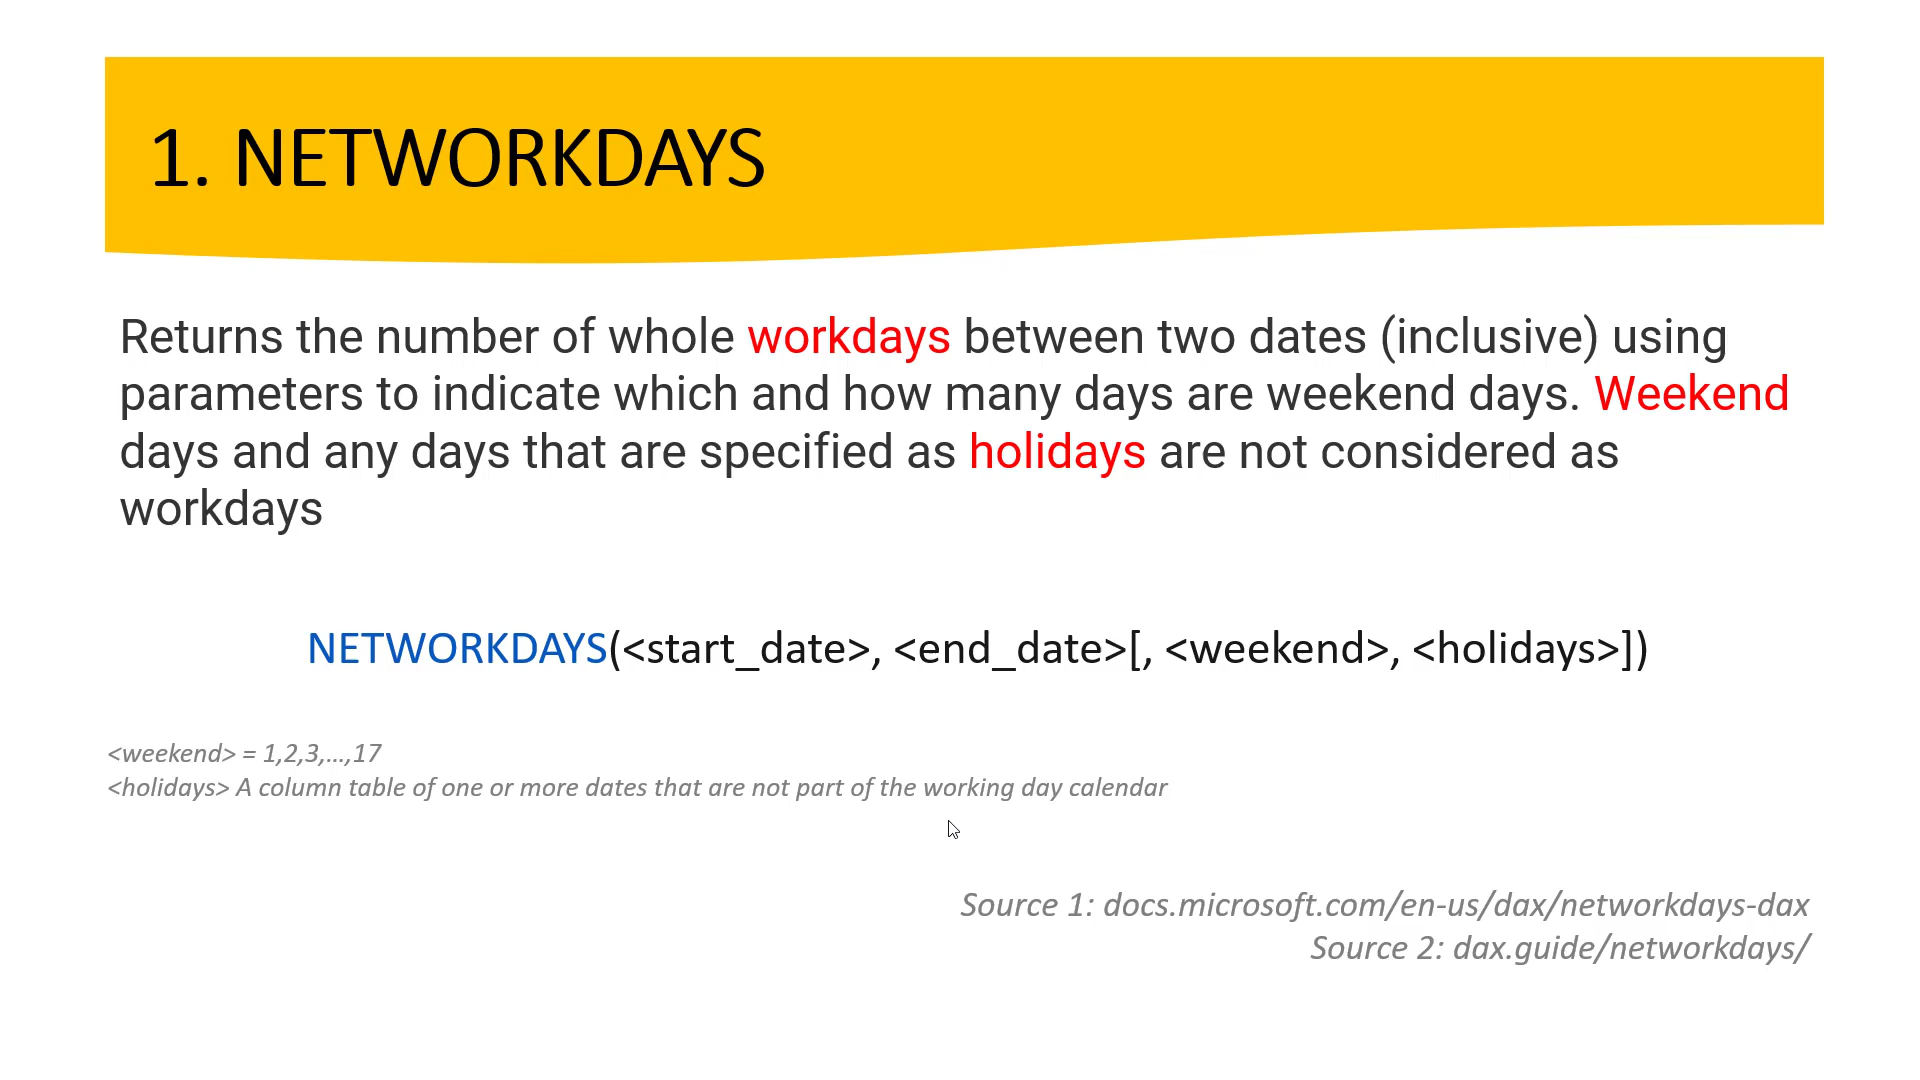 1. NETWORKDAYS
Returns the number of whole workdays between two dates (inclusive) using
parameters to indicate which and how many days are weekend days. Weekend
days and any days that are specified as holidays are not considered as
workdays
NETWORKDAYS(<start_date>, <end_date>[, <weekend>, <holidays>])
<weekend> = 1,2,3,...,17
<holidays> A column table of one or more dates that are not part of the working day calendar
Source 1: docs.microsoft.com/en-us/dax/networkdays-dax
Source 2: dax.guide/networkdays/